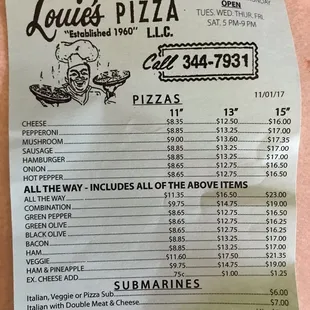 OPEN
TUES. WED. THUR. FRI.
SAT. 5 PM-9 PM
Louie's PIZZA
"Established 1960" L.L.C.
Call 344-7931
PIZZAS 11/01/17
11" 13" 15"
CHEESE $8.35 $12.50 $16.00
PEPPERONI $8.85 $13.25 $17.00
MUSHROOM $9.00 $13.60 $17.35
SAUSAGE $8.85 $13.25 $17.00
HAMBURGER $8.85 $13.25 $17.00
ONION $8.65 $12.75 $16.50
HOT PEPPER $8.65 $12.75 $16.50
ALL THE WAY - INCLUDES ALL OF THE ABOVE ITEMS
ALL THE WAY $11.35 $16.50 $23.00
COMBINATION $9.75 $14.75 $19.00
GREEN PEPPER $8.65 $12.75 $16.50
GREEN OLIVE $8.65 $12.75 $16.50
BLACK OLIVE $8.65 $12.75 $16.50
BACON $8.85 $13.25 $17.00
HAM $8.85 $13.25 $17.00
VEGGIE $11.60 $17.50 $21.35
HAM & PINEAPPLE $9.75 $14.75 $19.00
EX. CHEESE ADD .75c $1.00 $1.25
SUBMARINES
Italian, Veggie or Pizza Sub $6.00
Italian with Double Meat & Cheese $7.00